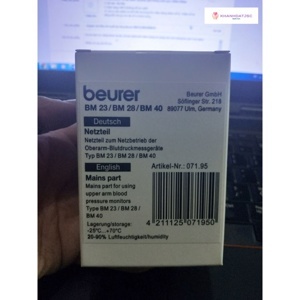 beurer
BM 23 / BM 28 / BM 40
Beurer GmbH
Söflinger Str. 218
89077 Ulm, Germany
Deutsch
Netzteil
Netzteil zum Netzbetrieb der
Oberarm-Blutdruckmessgeräte
Typ BM 23 / BM 28 / BM 40
Artikel-Nr.: 071.95
English
Mains part
Mains part for using
upper arm blood
pressure monitors
Type BM 23 / BM 28 /
BM 40
Lagerung/storage:
-25°C...+70°C
20-90% Luftfeuchtigkeit/humidity
4 211125 071950